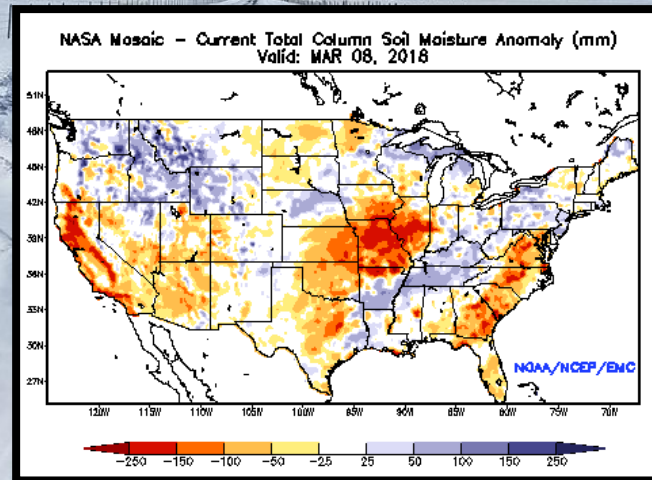 NASA Mosaic - Current Total Column Soil Moisture Anomaly (mm)
Valid: MAR 08, 2018
51N
48N
45N
42N
39N
36N
33N
30N
27N
NOAA/NCEP/EMC
120W 115W 110W 105W 100W 95W 90W 85W 80W 75W 70W
-250 -150 -100 -50 -25 25 50 100 150 250